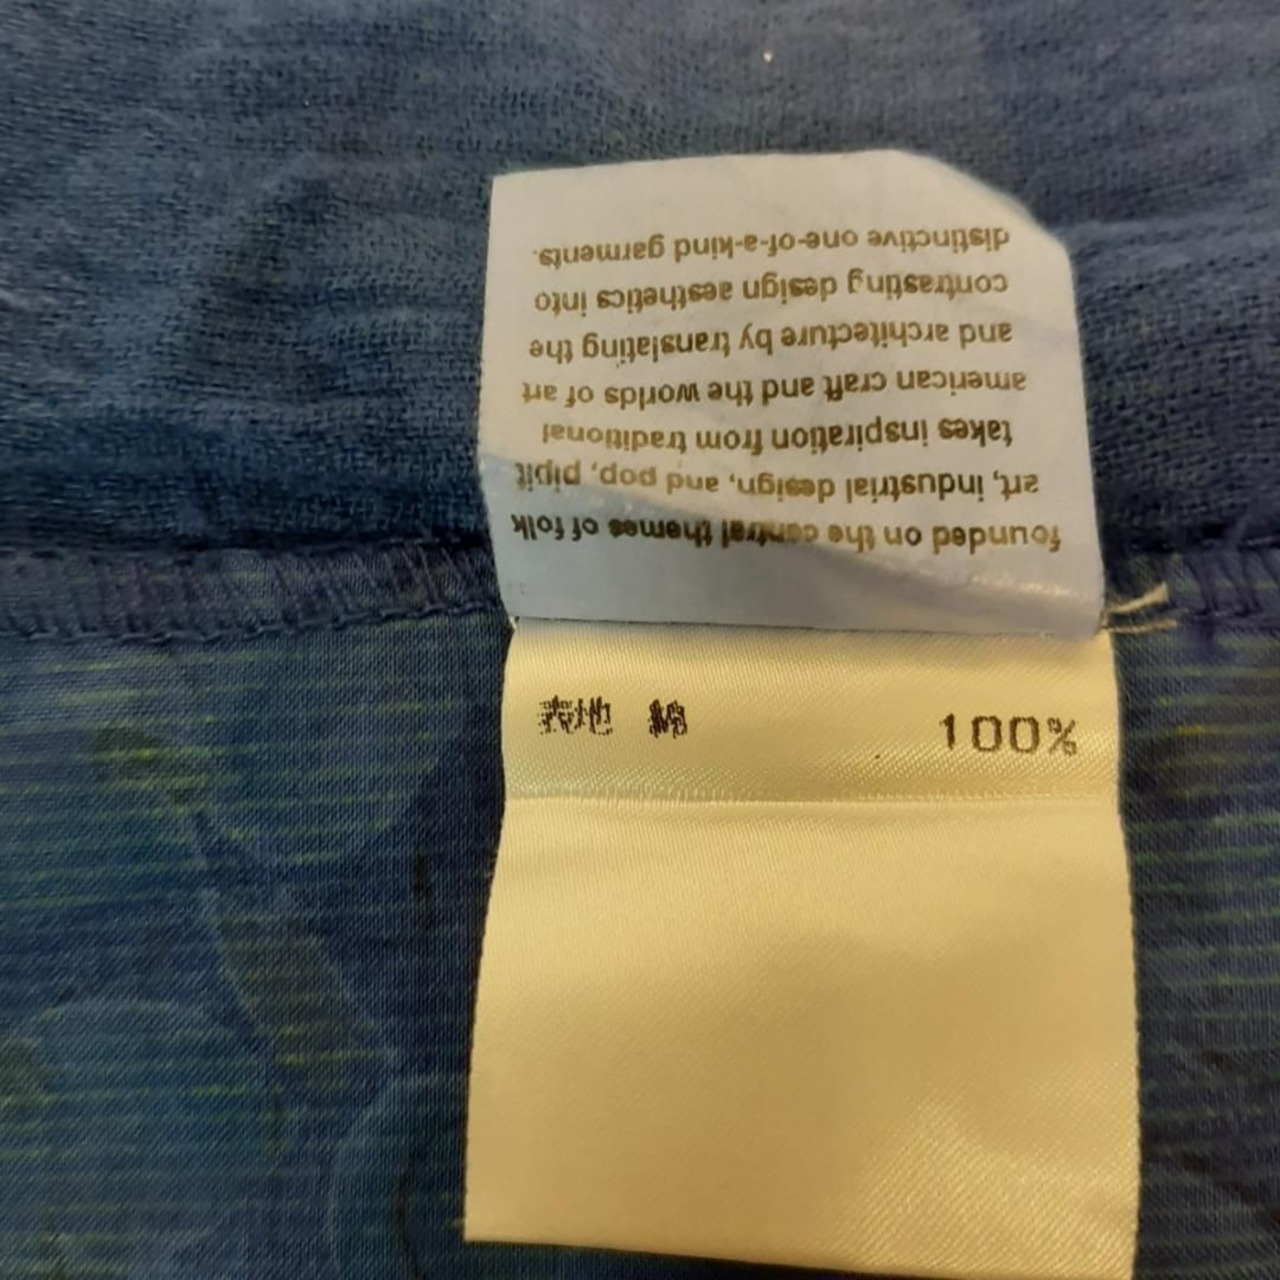 founded on the central themes of folk
art, industrial design, and pop, pipit
takes inspiration from traditional
american craft and the worlds of art
and architecture by translating the
contrasting design aesthetics into
distinctive one-of-a-kind garments.
表地 綿 100%